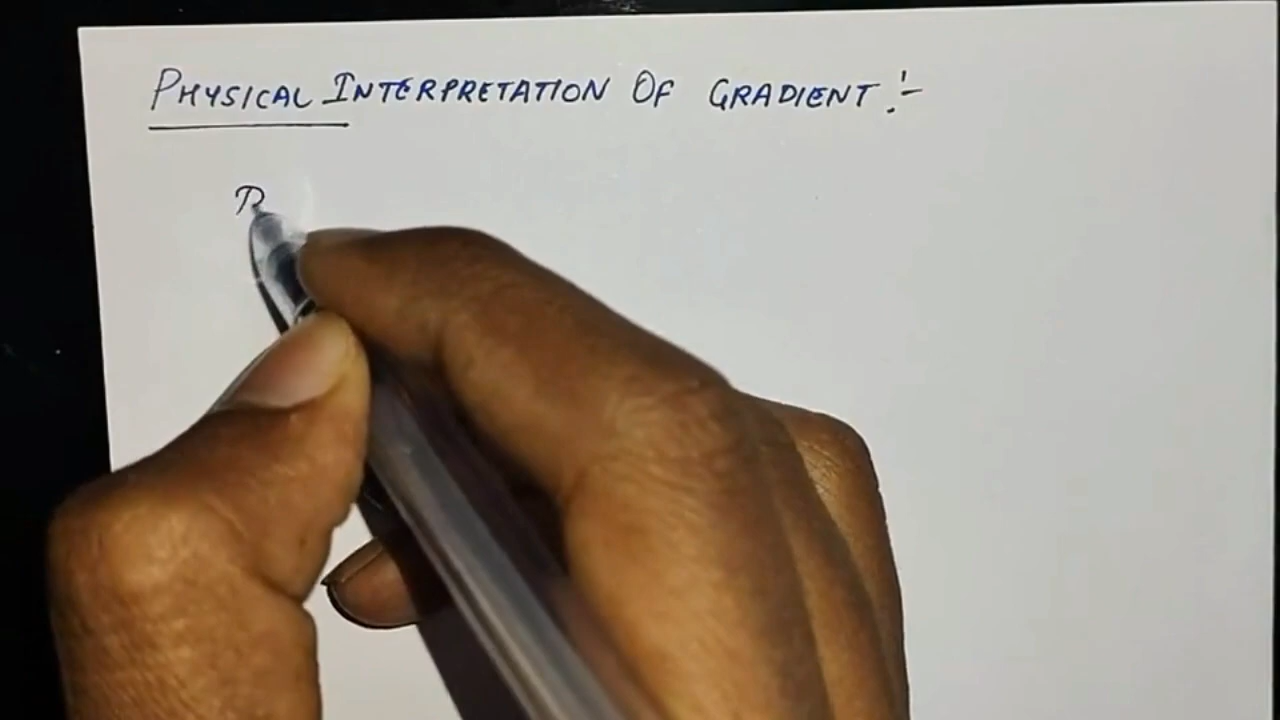 PHYSICAL INTERPRETATION OF GRADIENT :-